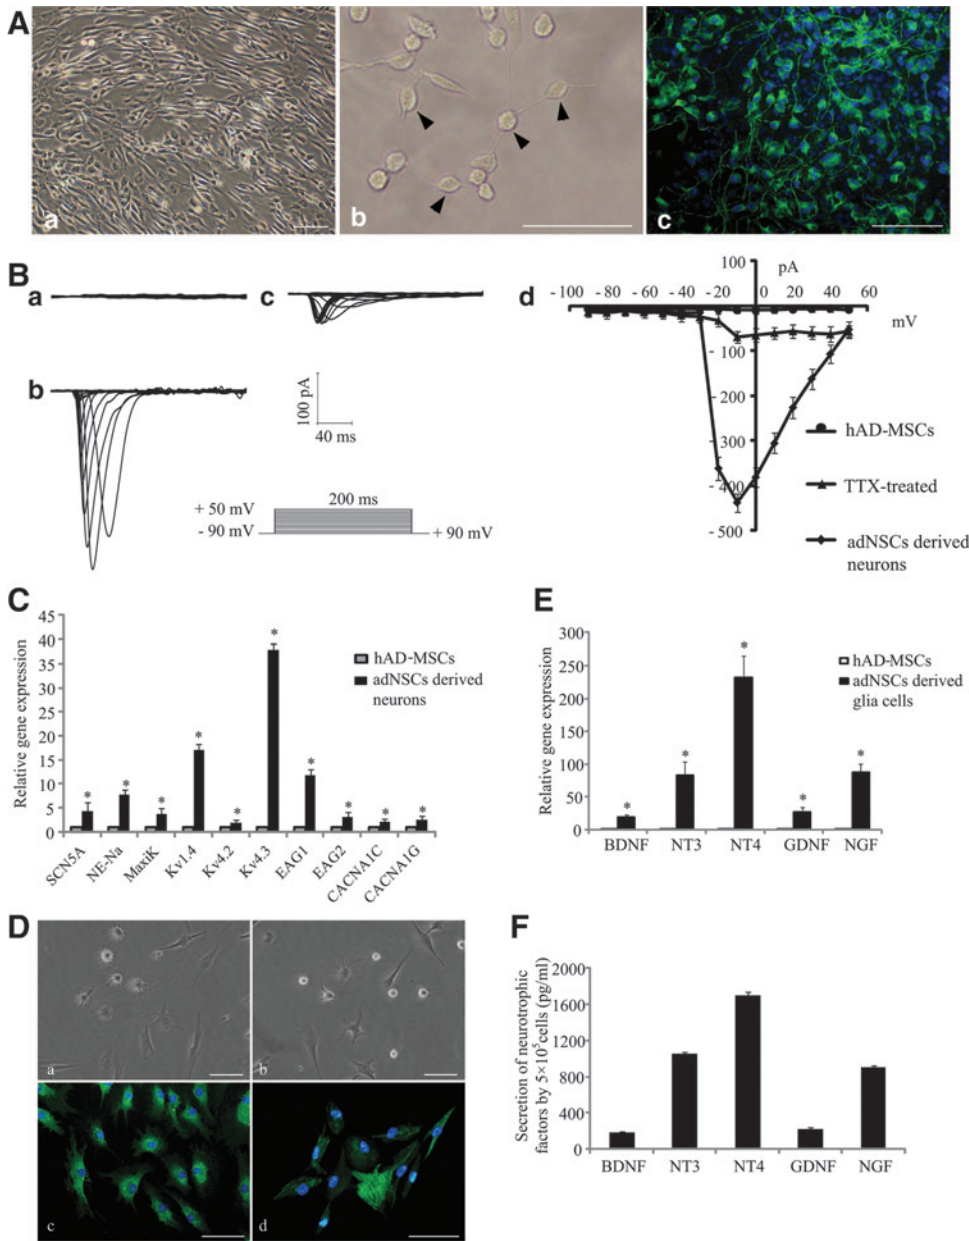 A
a
b
c
B
a
c
b
100 pA
40 ms
200 ms
+ 50 mV
- 90 mV
+ 90 mV
d
100
pA
- 100
- 60
- 40
- 20
0
20
40
60
mV
- 100
- 200
- 300
- 400
- 500
hAD-MSCs
TTX-treated
adNSCs derived
neurons
C
Relative gene expression
45
40
35
30
25
20
15
10
5
0
* * * * * * * * * *
hAD-MSCs
adNSCs derived
neurons
SCN5A
NE-Na
MaxiK
Kv1.4
Kv4.2
Kv4.3
EAG1
EAG2
CACNA1C
CACNA1G
E
Relative gene expression
300
250
200
150
100
50
0
* * * * *
hAD-MSCs
adNSCs derived
glia cells
BDNF NT3 NT4 GDNF NGF
D
a
b
c
d
F
Secretion of neurotrophic
factors by 5×10⁵cells (pg/ml)
2000
1600
1200
800
400
0
BDNF NT3 NT4 GDNF NGF